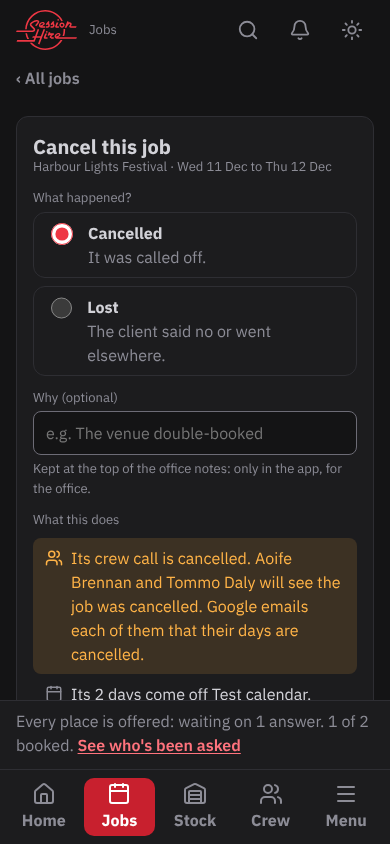 Session
Hire!
Jobs
‹ All jobs
Cancel this job
Harbour Lights Festival · Wed 11 Dec to Thu 12 Dec
What happened?
Cancelled
It was called off.
Lost
The client said no or went
elsewhere.
Why (optional)
e.g. The venue double-booked
Kept at the top of the office notes: only in the app, for
the office.
What this does
Its crew call is cancelled. Aoife
Brennan and Tommo Daly will see the
job was cancelled. Google emails
each of them that their days are
cancelled.
Its 2 days come off Test calendar.
Every place is offered: waiting on 1 answer. 1 of 2
booked. See who's been asked
Home
Jobs
Stock
Crew
Menu